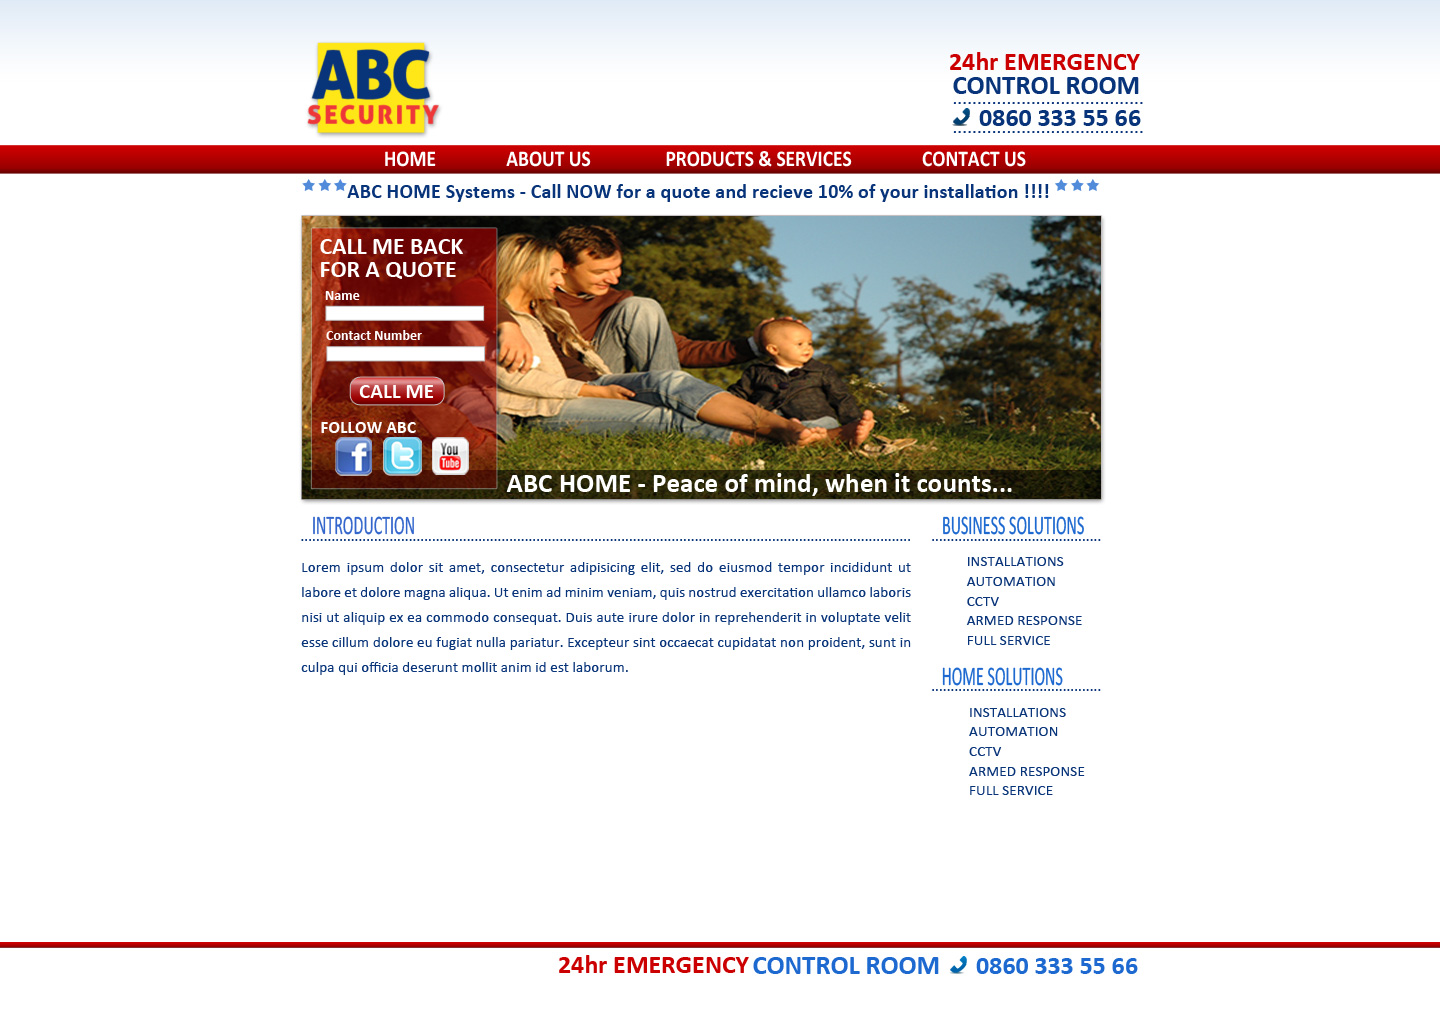 ABC
SECURITY
24hr EMERGENCY
CONTROL ROOM
0860 333 55 66
HOME ABOUT US PRODUCTS & SERVICES CONTACT US
ABC HOME Systems - Call NOW for a quote and recieve 10% of your installation !!!!
CALL ME BACK
FOR A QUOTE
Name
Contact Number
CALL ME
FOLLOW ABC
f t You Tube
ABC HOME - Peace of mind, when it counts...
INTRODUCTION
Lorem ipsum dolor sit amet, consectetur adipisicing elit, sed do eiusmod tempor incididunt ut
labore et dolore magna aliqua. Ut enim ad minim veniam, quis nostrud exercitation ullamco laboris
nisi ut aliquip ex ea commodo consequat. Duis aute irure dolor in reprehenderit in voluptate velit
esse cillum dolore eu fugiat nulla pariatur. Excepteur sint occaecat cupidatat non proident, sunt in
culpa qui officia deserunt mollit anim id est laborum.
BUSINESS SOLUTIONS
INSTALLATIONS
AUTOMATION
CCTV
ARMED RESPONSE
FULL SERVICE
HOME SOLUTIONS
INSTALLATIONS
AUTOMATION
CCTV
ARMED RESPONSE
FULL SERVICE
24hr EMERGENCY CONTROL ROOM 0860 333 55 66